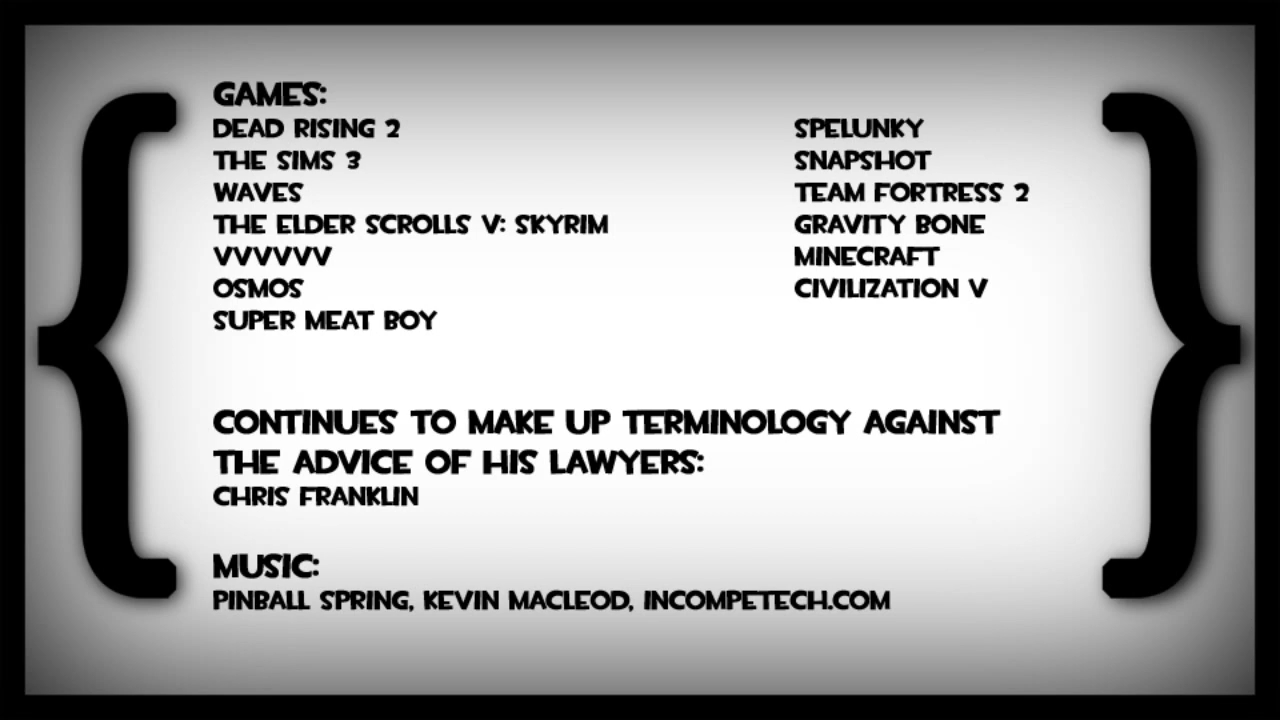 GAMES:
DEAD RISING 2
THE SIMS 3
WAVES
THE ELDER SCROLLS V: SKYRIM
VVVVVV
OSMOS
SUPER MEAT BOY
SPELUNKY
SNAPSHOT
TEAM FORTRESS 2
GRAVITY BONE
MINECRAFT
CIVILIZATION V
CONTINUES TO MAKE UP TERMINOLOGY AGAINST
THE ADVICE OF HIS LAWYERS:
CHRIS FRANKLIN
MUSIC:
PINBALL SPRING, KEVIN MACLEOD, INCOMPETECH.COM